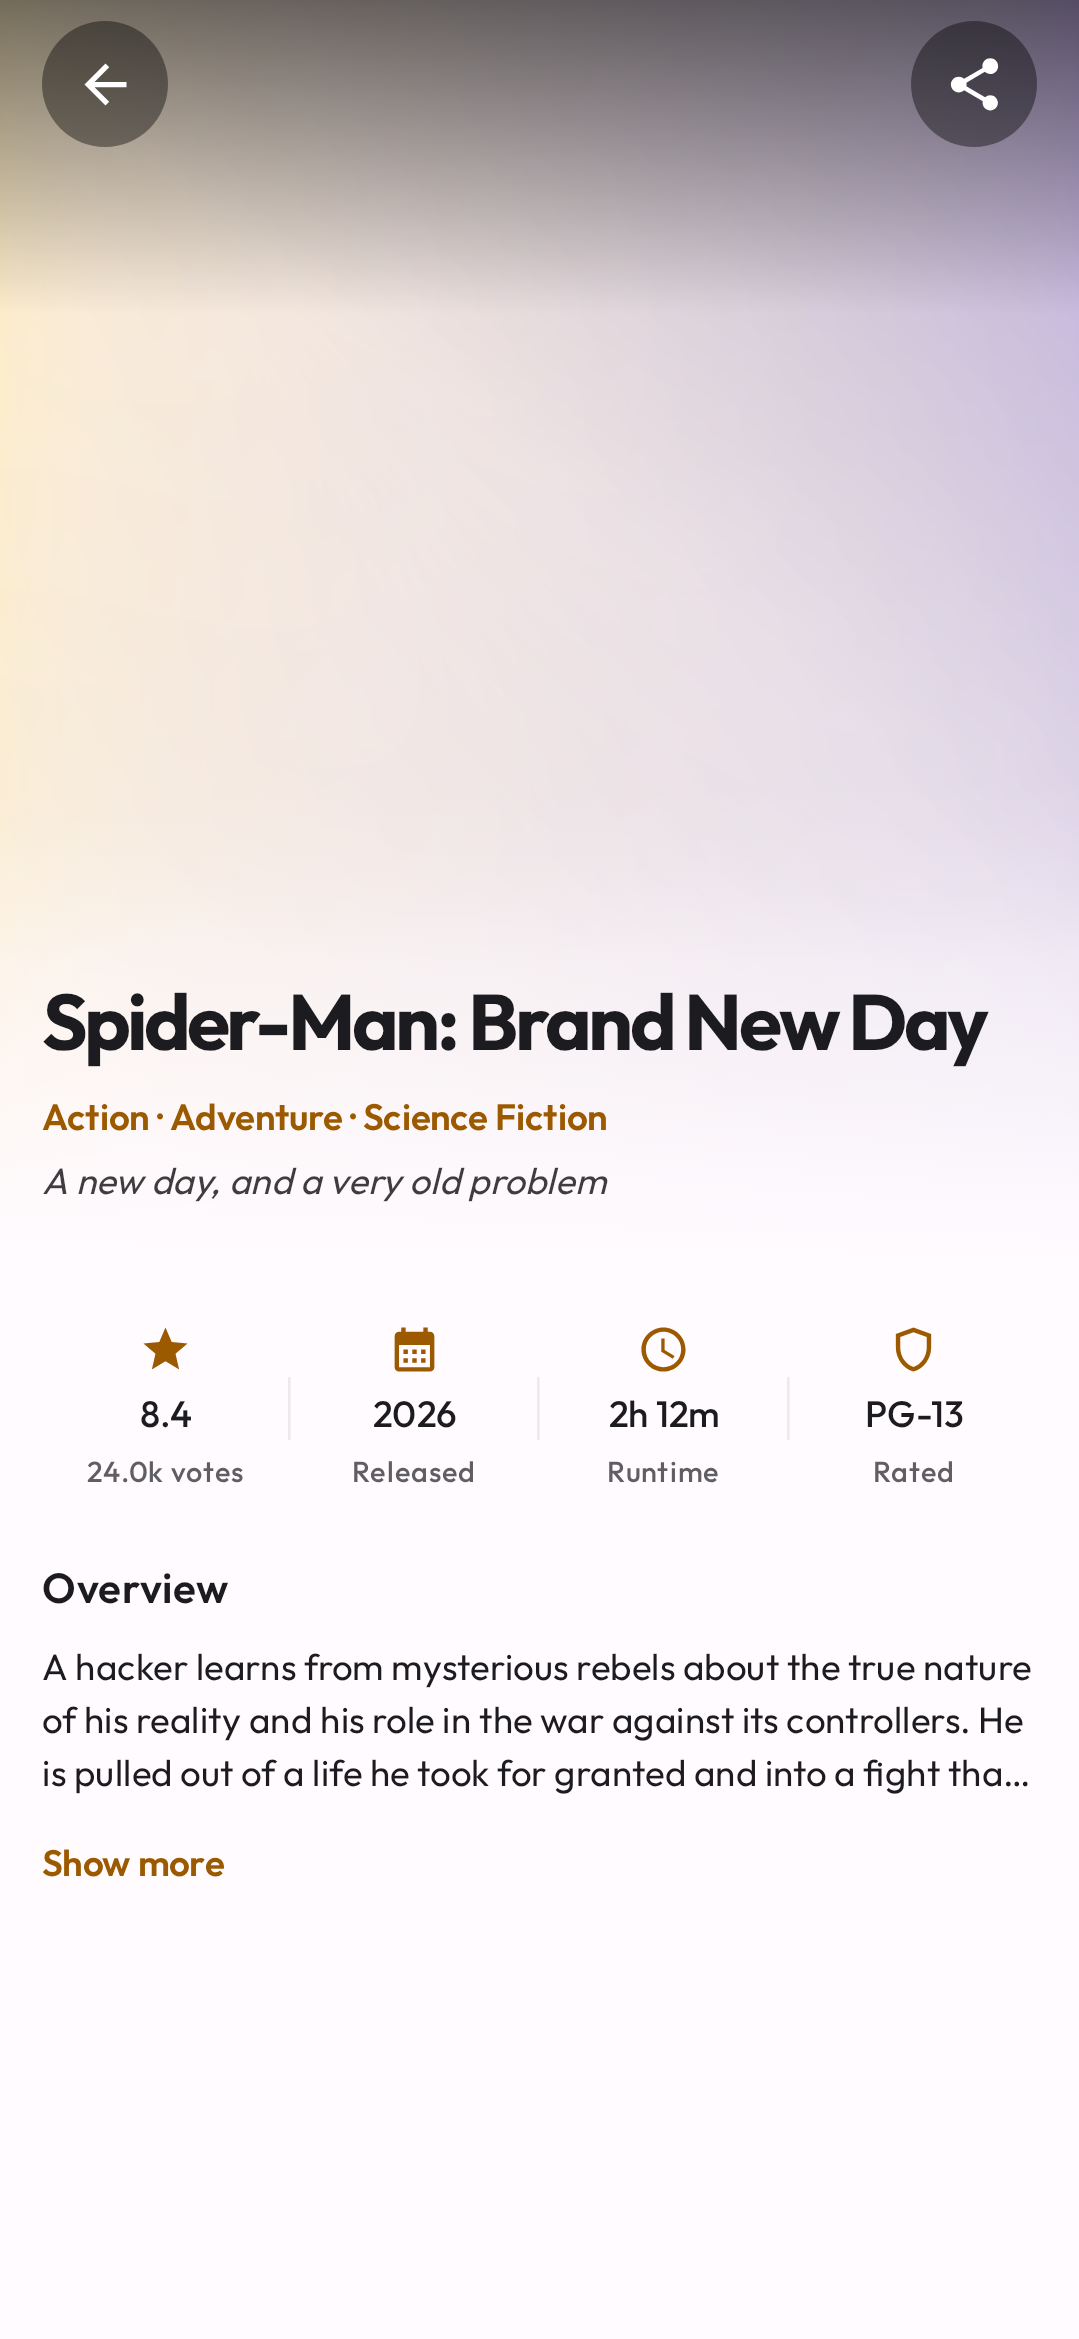 Spider-Man: Brand New Day
Action · Adventure · Science Fiction
A new day, and a very old problem
8.4
2026
2h 12m
PG-13
24.0k votes
Released
Runtime
Rated
Overview
A hacker learns from mysterious rebels about the true nature
of his reality and his role in the war against its controllers. He
is pulled out of a life he took for granted and into a fight tha...
Show more